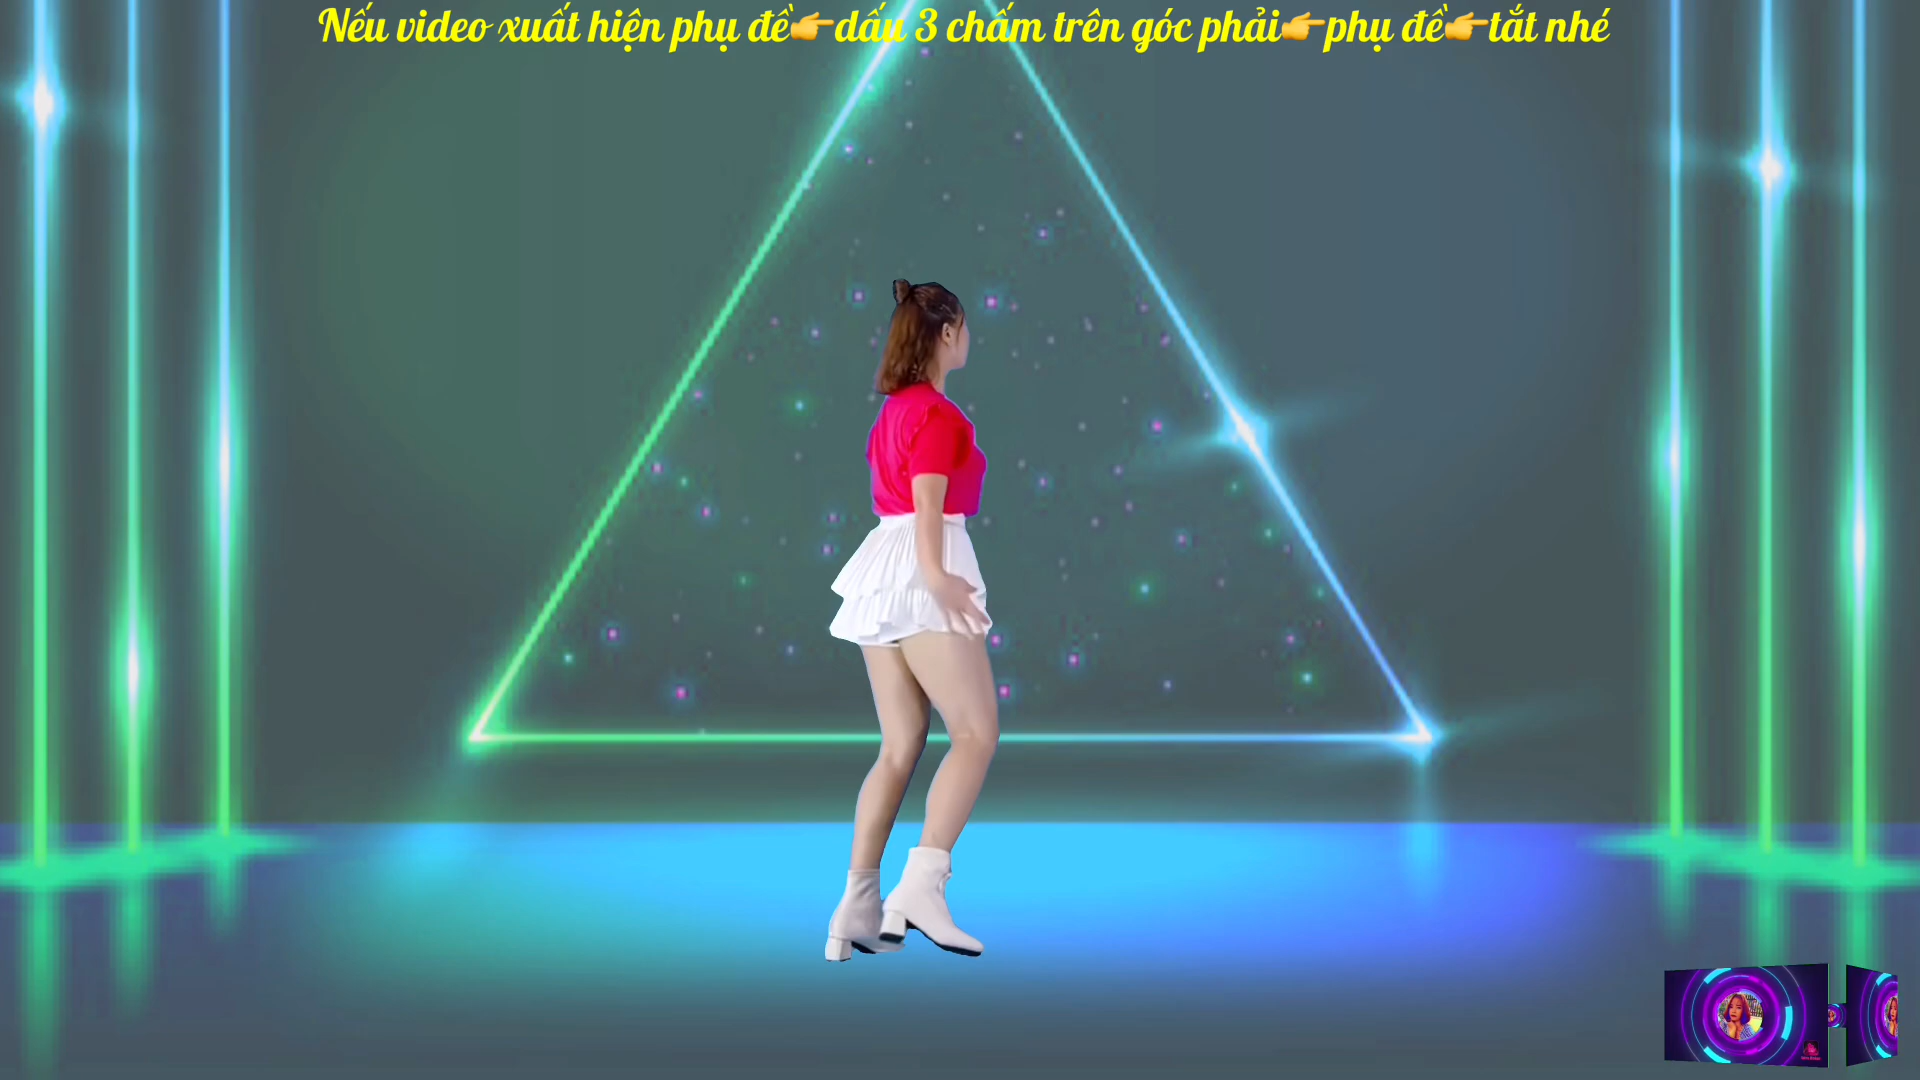 Nếu video xuất hiện phụ đề👉dấu 3 chấm trên góc phải👉phụ đề👉tắt nhé